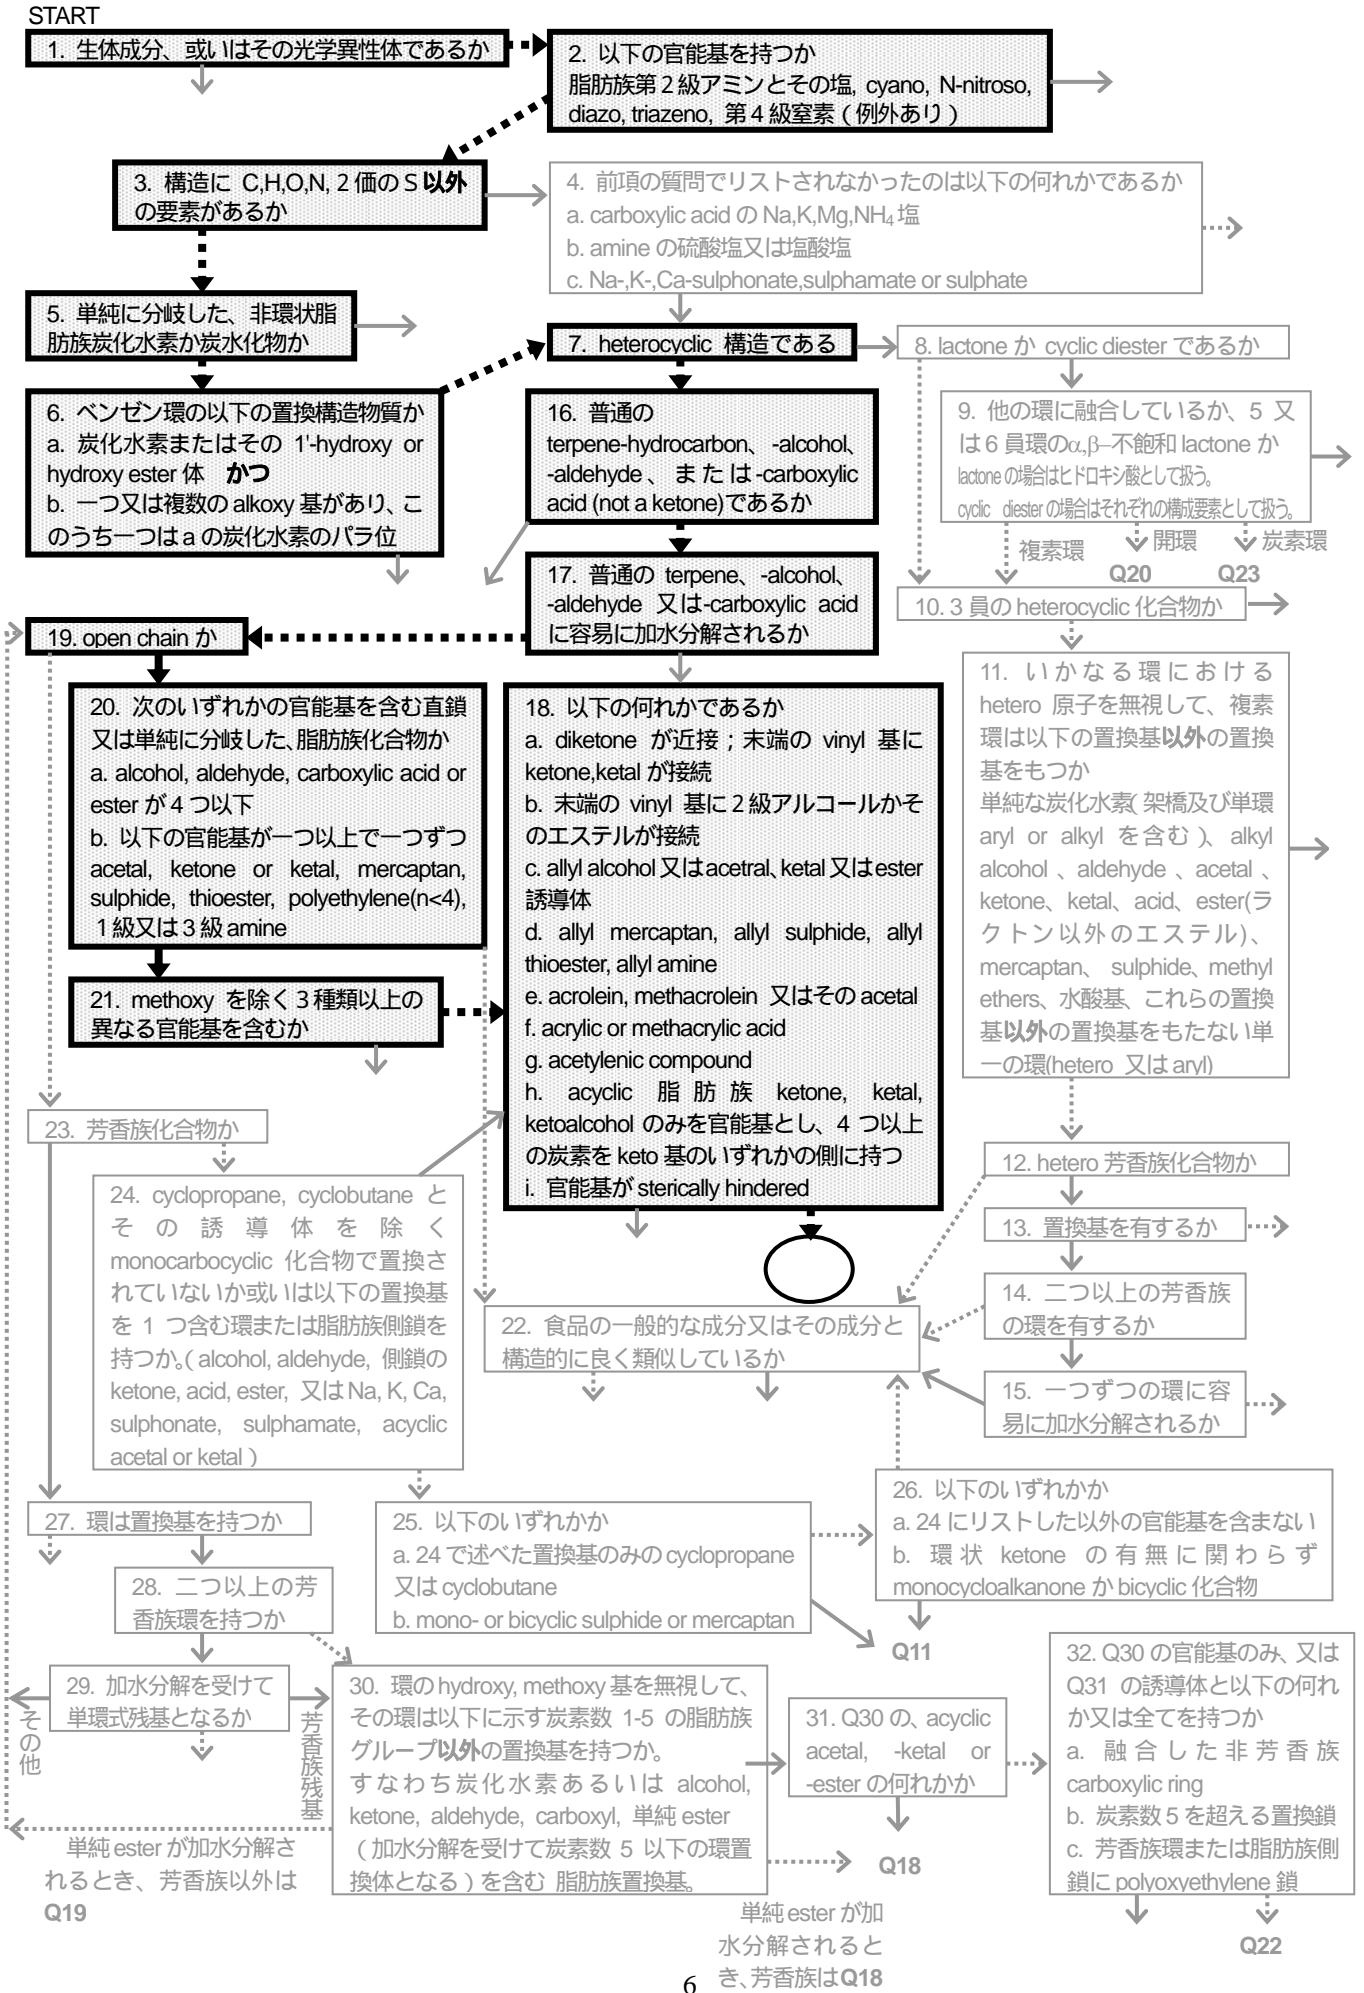 START
1. 生体成分、或いはその光学異性体であるか
2. 以下の官能基を持つか
脂肪族第２級アミンとその塩, cyano, N-nitroso,
diazo, triazeno, 第４級窒素（例外あり）
3. 構造に C,H,O,N,２価のＳ以外
の要素があるか
4. 前項の質問でリストされなかったのは以下の何れかであるか
a. carboxylic acid の Na,K,Mg,NH₄ 塩
b. amine の硫酸塩又は塩酸塩
c. Na-,K-,Ca-sulphonate,sulphamate or sulphate
5. 単純に分岐した、非環状脂
肪族炭化水素か炭水化物か
6. ベンゼン環の以下の置換構造物質か
a. 炭化水素またはその 1'-hydroxy or
hydroxy ester 体 かつ
b. 一つ又は複数の alkoxy 基があり、こ
のうち一つは a の炭化水素のパラ位
7. heterocyclic 構造である
8. lactone か cyclic diester であるか
9. 他の環に融合しているか、5 又
は 6 員環のα,β–不飽和 lactone か
lactoneの場合はヒドロキシ酸として扱う。
cyclic diesterの場合はそれぞれの構成要素として扱う。
複素環
開環
炭素環
Q20
Q23
10. 3 員の heterocyclic 化合物か
16. 普通の
terpene-hydrocarbon、-alcohol、
-aldehyde、または-carboxylic
acid (not a ketone)であるか
17. 普通の terpene、-alcohol、
-aldehyde 又は-carboxylic acid
に容易に加水分解されるか
19. open chain か
20. 次のいずれかの官能基を含む直鎖
又は単純に分岐した、脂肪族化合物か
a. alcohol, aldehyde, carboxylic acid or
ester が 4 つ以下
b. 以下の官能基が一つ以上で一つずつ
acetal, ketone or ketal, mercaptan,
sulphide, thioester, polyethylene(n<4),
１級又は３級 amine
21. methoxy を除く３種類以上の
異なる官能基を含むか
18. 以下の何れかであるか
a. diketone が近接；末端の vinyl 基に
ketone,ketal が接続
b. 末端の vinyl 基に２級アルコールかそ
のエステルが接続
c. allyl alcohol 又は acetral、ketal 又は ester
誘導体
d. allyl mercaptan, allyl sulphide, allyl
thioester, allyl amine
e. acrolein, methacrolein 又はその acetal
f. acrylic or methacrylic acid
g. acetylenic compound
h. acyclic 脂肪族 ketone, ketal,
ketoalcohol のみを官能基とし、4 つ以上
の炭素を keto 基のいずれかの側に持つ
i. 官能基が sterically hindered
11. いかなる環における
hetero 原子を無視して、複素
環は以下の置換基以外の置換
基をもつか
単純な炭化水素(架橋及び単環
aryl or alkyl を含む)、alkyl
alcohol、aldehyde、acetal、
ketone、ketal、acid、ester(ラ
クトン以外のエステル)、
mercaptan、sulphide、methyl
ethers、水酸基、これらの置換
基以外の置換基をもたない単
一の環(hetero 又は aryl)
12. hetero 芳香族化合物か
13. 置換基を有するか
14. 二つ以上の芳香族
の環を有するか
15. 一つずつの環に容
易に加水分解されるか
22. 食品の一般的な成分又はその成分と
構造的に良く類似しているか
23. 芳香族化合物か
24. cyclopropane, cyclobutane と
その誘導体を除く
monocarbocyclic 化合物で置換さ
れていないか或いは以下の置換基
を 1 つ含む環または脂肪族側鎖を
持つか。（alcohol, aldehyde, 側鎖の
ketone, acid, ester, 又は Na, K, Ca,
sulphonate, sulphamate, acyclic
acetal or ketal）
25. 以下のいずれかか
a. 24 で述べた置換基のみの cyclopropane
又は cyclobutane
b. mono- or bicyclic sulphide or mercaptan
26. 以下のいずれかか
a. 24 にリストした以外の官能基を含まない
b. 環状 ketone の有無に関わらず
monocycloalkanone か bicyclic 化合物
Q11
27. 環は置換基を持つか
28. 二つ以上の芳
香族環を持つか
29. 加水分解を受けて
単環式残基となるか
その他
芳香族残基
30. 環の hydroxy, methoxy 基を無視して、
その環は以下に示す炭素数 1-5 の脂肪族
グループ以外の置換基を持つか。
すなわち炭化水素あるいは alcohol,
ketone, aldehyde, carboxyl, 単純 ester
（加水分解を受けて炭素数 5 以下の環置
換体となる）を含む 脂肪族置換基。
31. Q30 の、acyclic
acetal, -ketal or
-ester の何れかか
Q18
32. Q30 の官能基のみ、又は
Q31 の誘導体と以下の何れ
か又は全てを持つか
a. 融合した非芳香族
carboxylic ring
b. 炭素数 5 を超える置換鎖
c. 芳香族環または脂肪族側
鎖に polyoxyethylene 鎖
Q22
単純 ester が加水分解さ
れるとき、芳香族以外は
Q19
単純 ester が加
水分解されると
き、芳香族は Q18
6